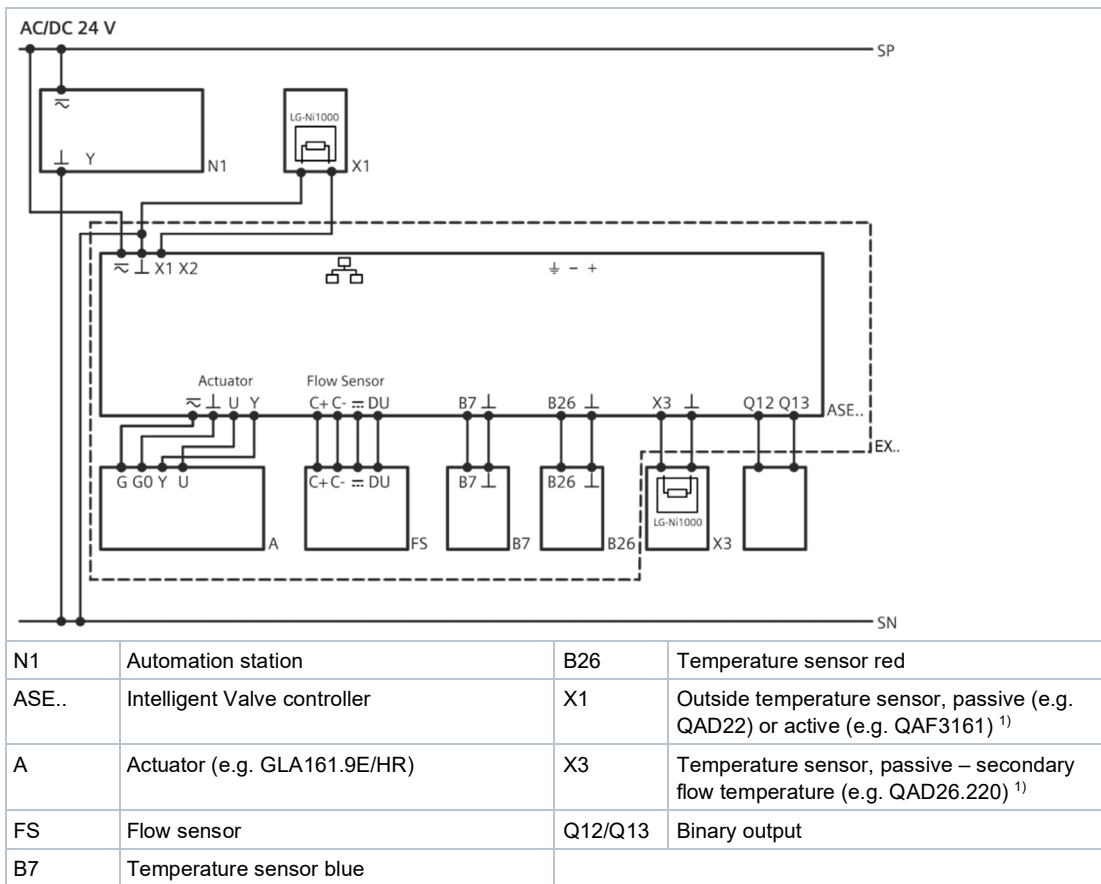 AC/DC 24 V
SP
LG-Ni1000
⊥ Y
N1
X1
⊥ X1 X2
⏚ - +
Actuator
Flow Sensor
⊥ U Y
C+ C- ⎓ DU
B7 ⊥
B26 ⊥
X3 ⊥
Q12 Q13
ASE..
EX..
G G0 Y U
C+ C- ⎓ DU
B7 ⊥
B26 ⊥
LG-Ni1000
A
FS
B7
B26
X3
SN
N1 Automation station B26 Temperature sensor red
ASE.. Intelligent Valve controller X1 Outside temperature sensor, passive (e.g.
QAD22) or active (e.g. QAF3161) 1)
A Actuator (e.g. GLA161.9E/HR) X3 Temperature sensor, passive – secondary
flow temperature (e.g. QAD26.220) 1)
FS Flow sensor Q12/Q13 Binary output
B7 Temperature sensor blue